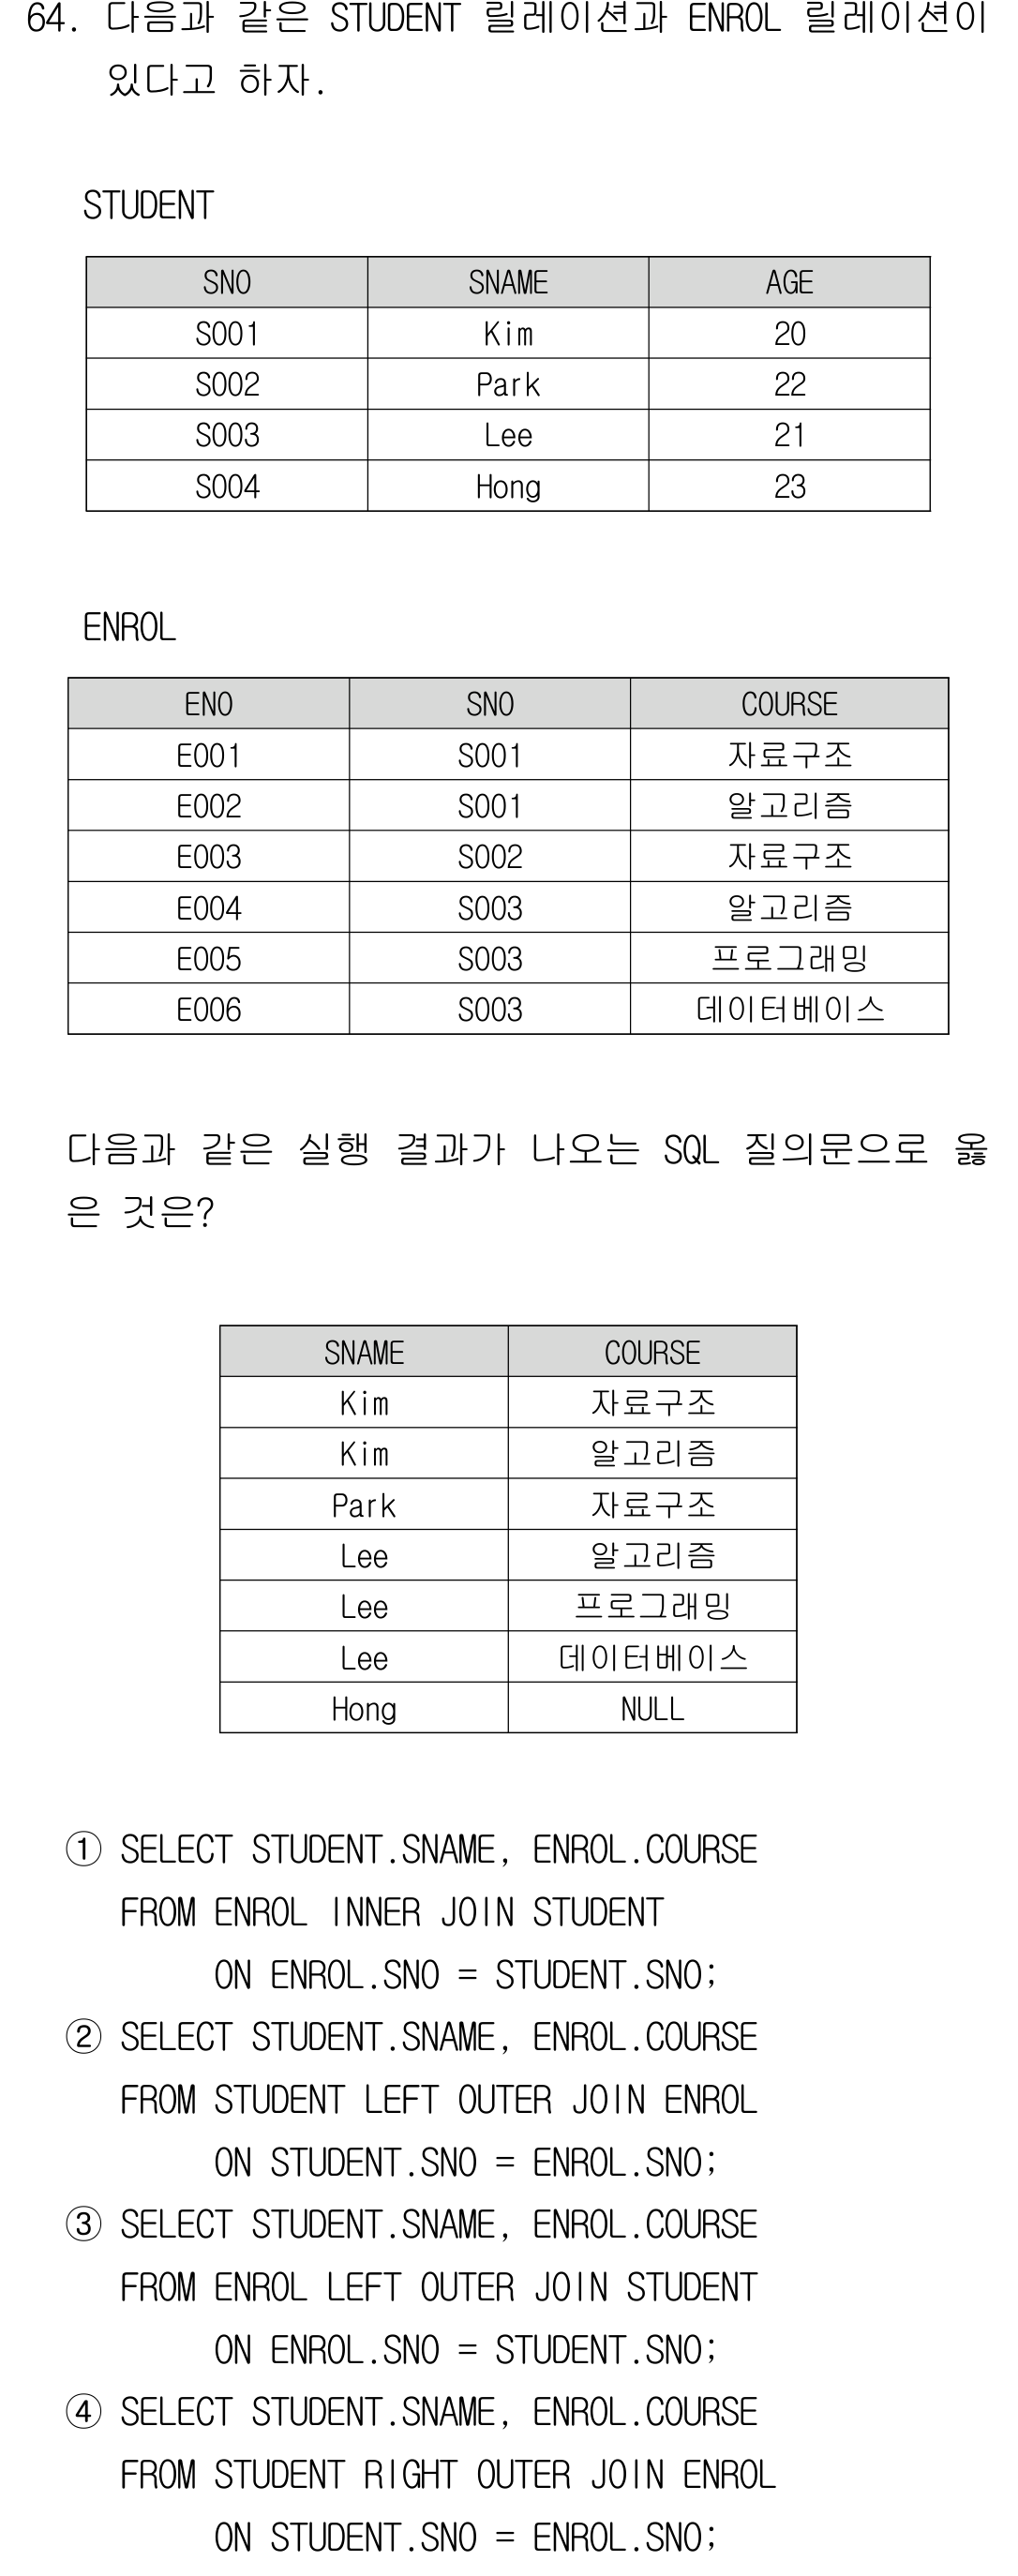 64. 다음과 같은 STUDENT 릴레이션과 ENROL 릴레이션이
있다고 하자.
STUDENT
SNO SNAME AGE
S001 Kim 20
S002 Park 22
S003 Lee 21
S004 Hong 23
ENROL
ENO SNO COURSE
E001 S001 자료구조
E002 S001 알고리즘
E003 S002 자료구조
E004 S003 알고리즘
E005 S003 프로그래밍
E006 S003 데이터베이스
다음과 같은 실행 결과가 나오는 SQL 질의문으로 옳
은 것은?
SNAME COURSE
Kim 자료구조
Kim 알고리즘
Park 자료구조
Lee 알고리즘
Lee 프로그래밍
Lee 데이터베이스
Hong NULL
① SELECT STUDENT.SNAME, ENROL.COURSE
FROM ENROL INNER JOIN STUDENT
ON ENROL.SNO = STUDENT.SNO;
② SELECT STUDENT.SNAME, ENROL.COURSE
FROM STUDENT LEFT OUTER JOIN ENROL
ON STUDENT.SNO = ENROL.SNO;
③ SELECT STUDENT.SNAME, ENROL.COURSE
FROM ENROL LEFT OUTER JOIN STUDENT
ON ENROL.SNO = STUDENT.SNO;
④ SELECT STUDENT.SNAME, ENROL.COURSE
FROM STUDENT RIGHT OUTER JOIN ENROL
ON STUDENT.SNO = ENROL.SNO;